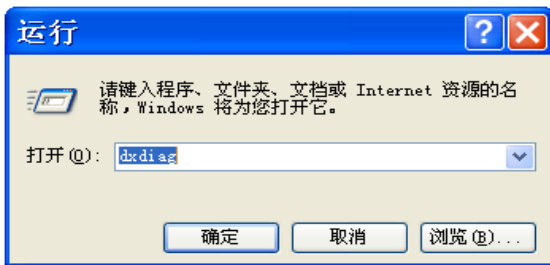 运行
请键入程序、文件夹、文档或 Internet 资源的名
称,Windows 将为您打开它。
打开(O): dxdiag
确定 取消 浏览(B)...